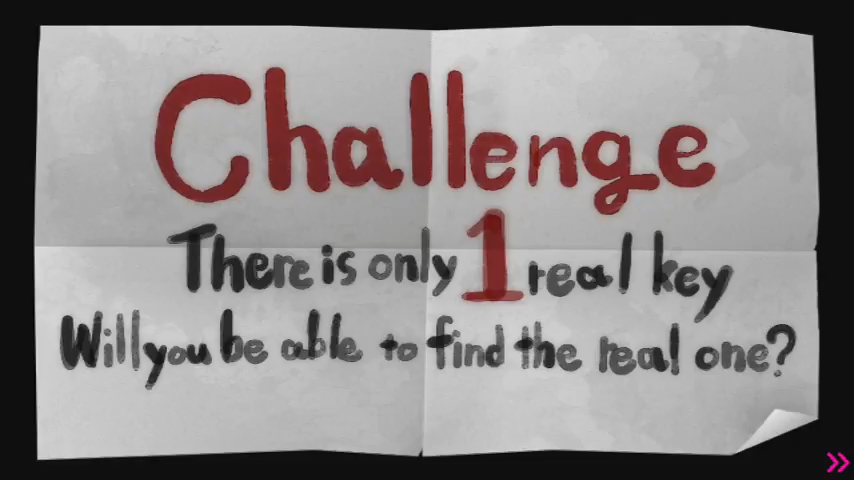 Challenge
There is only 1 real key
Will you be able to find the real one?